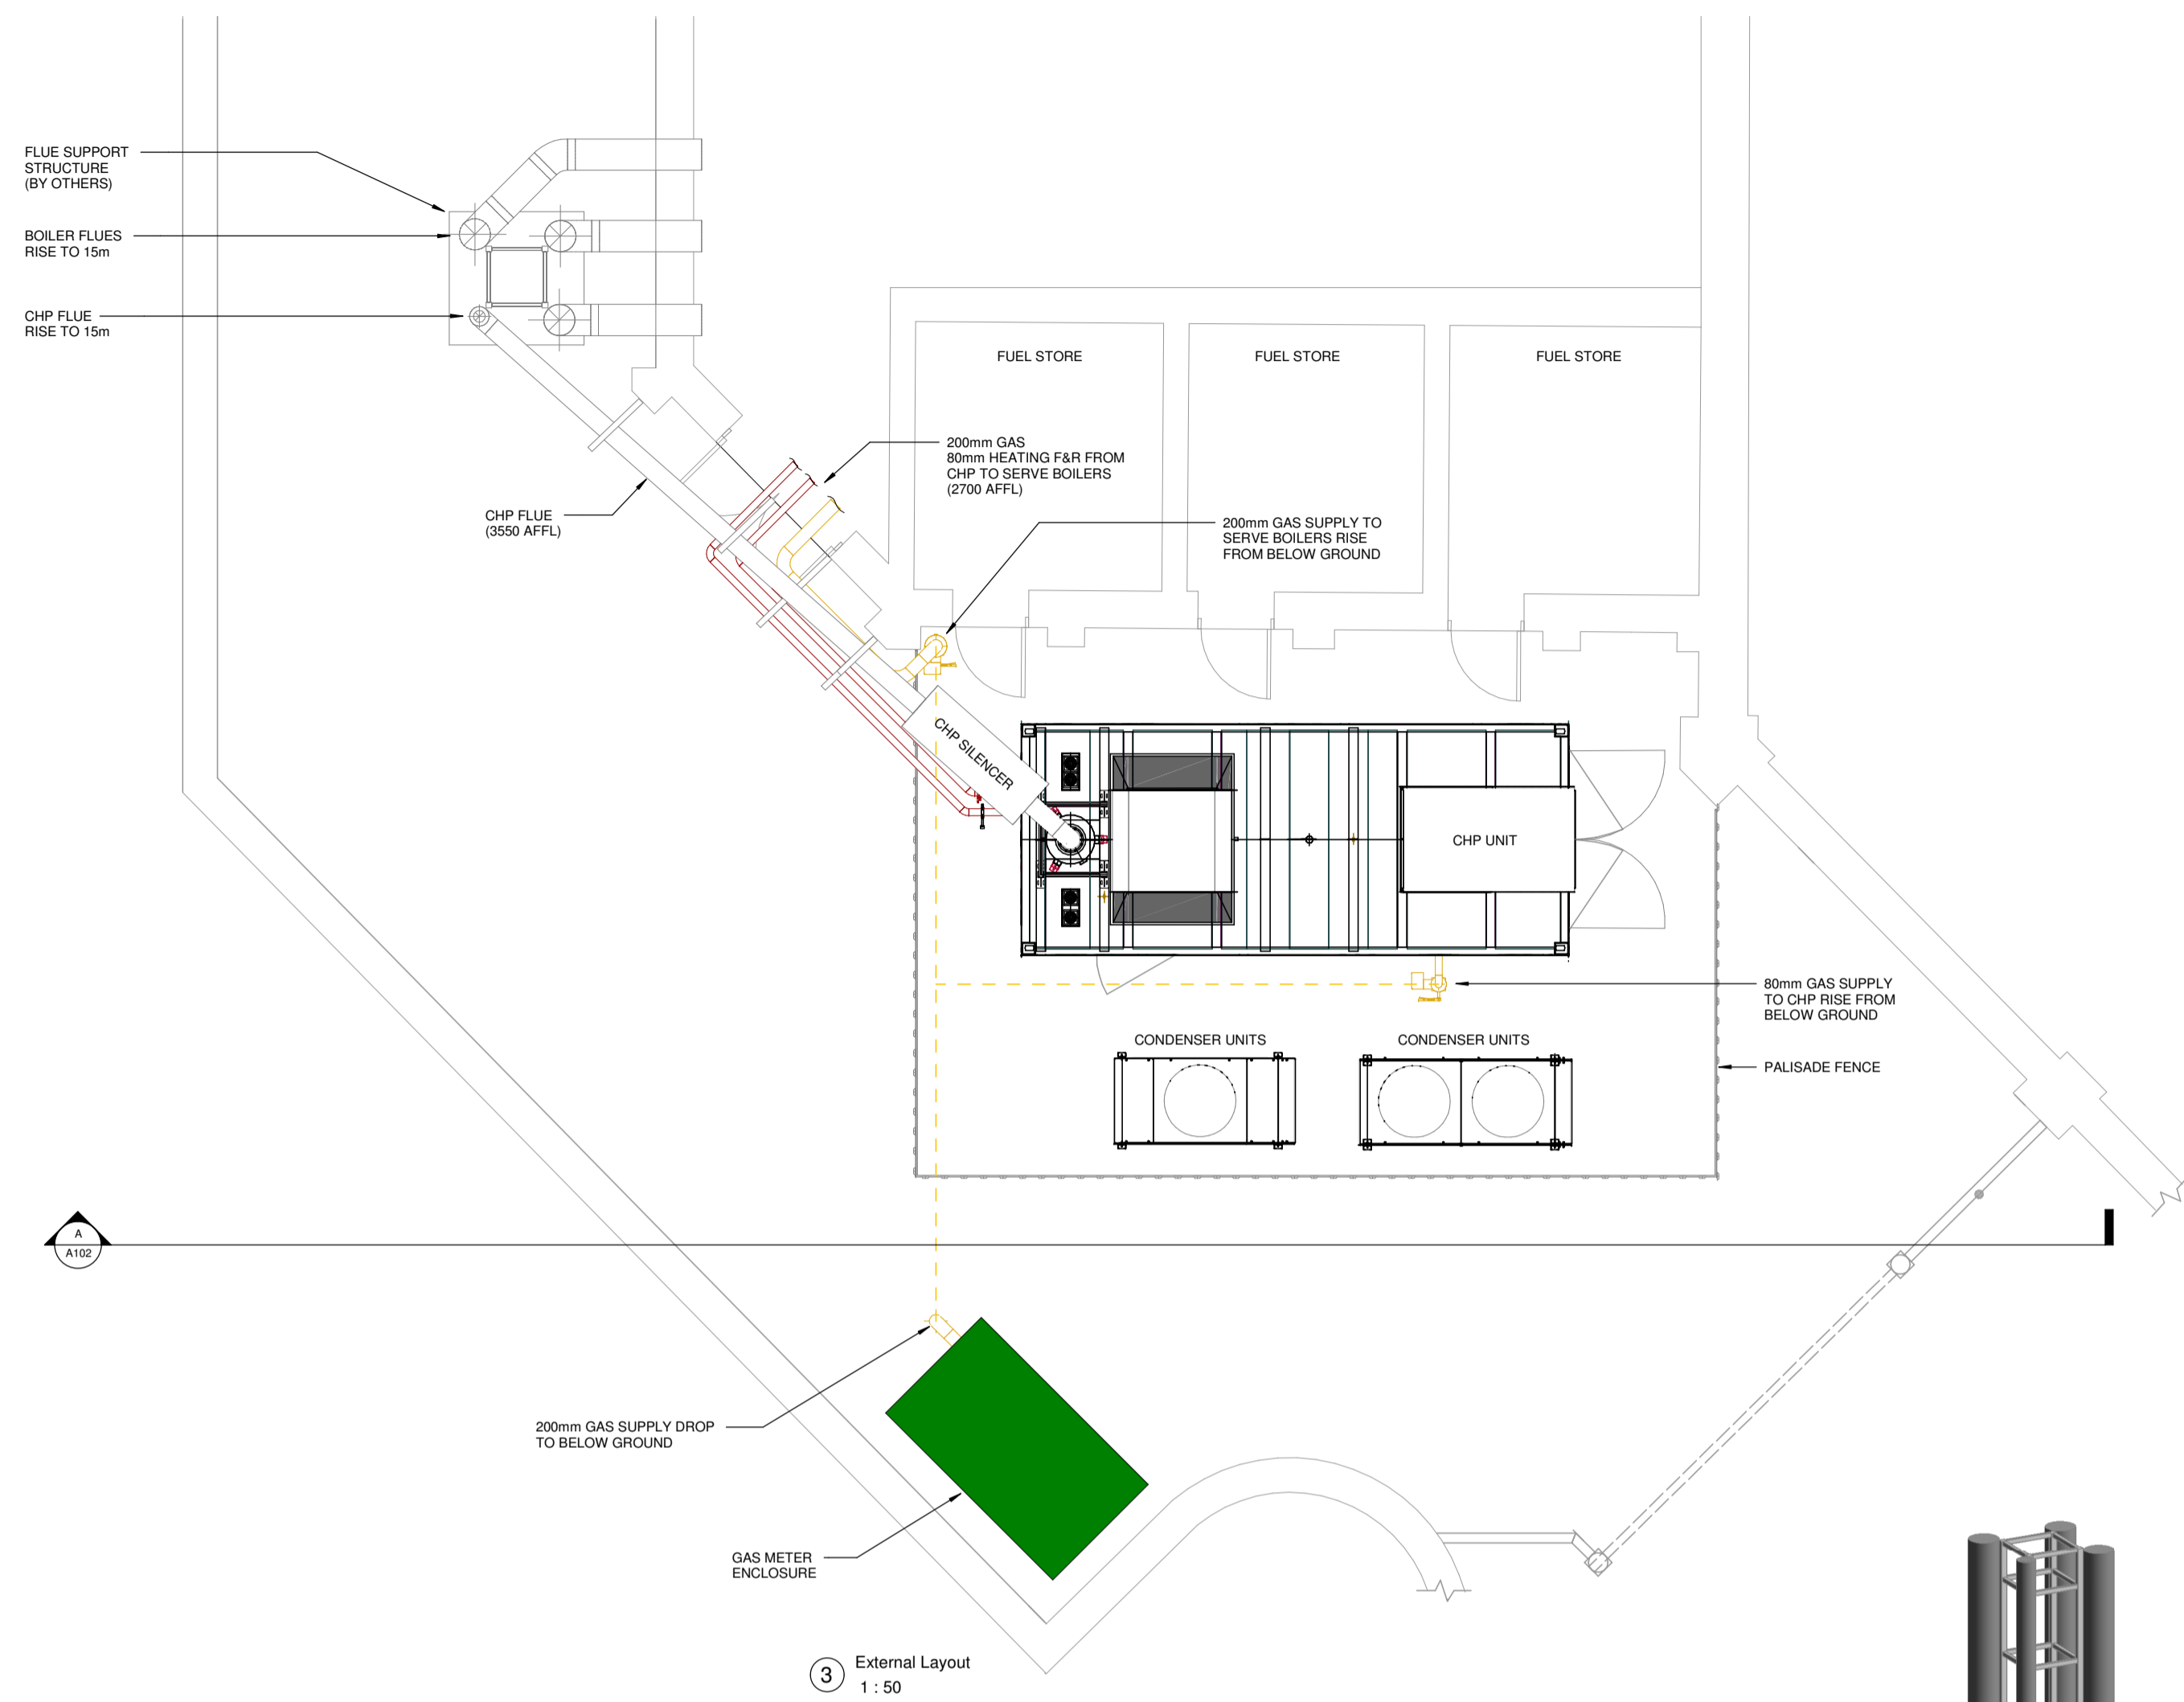 FLUE SUPPORT
STRUCTURE
(BY OTHERS)
BOILER FLUES
RISE TO 15m
CHP FLUE
RISE TO 15m
FUEL STORE
FUEL STORE
FUEL STORE
200mm GAS
80mm HEATING F&R FROM
CHP TO SERVE BOILERS
(2700 AFFL)
CHP FLUE
(3550 AFFL)
200mm GAS SUPPLY TO
SERVE BOILERS RISE
FROM BELOW GROUND
CHP SILENCER
CHP UNIT
80mm GAS SUPPLY
TO CHP RISE FROM
BELOW GROUND
CONDENSER UNITS
CONDENSER UNITS
PALISADE FENCE
A
A102
200mm GAS SUPPLY DROP
TO BELOW GROUND
GAS METER
ENCLOSURE
3
External Layout
1 : 50